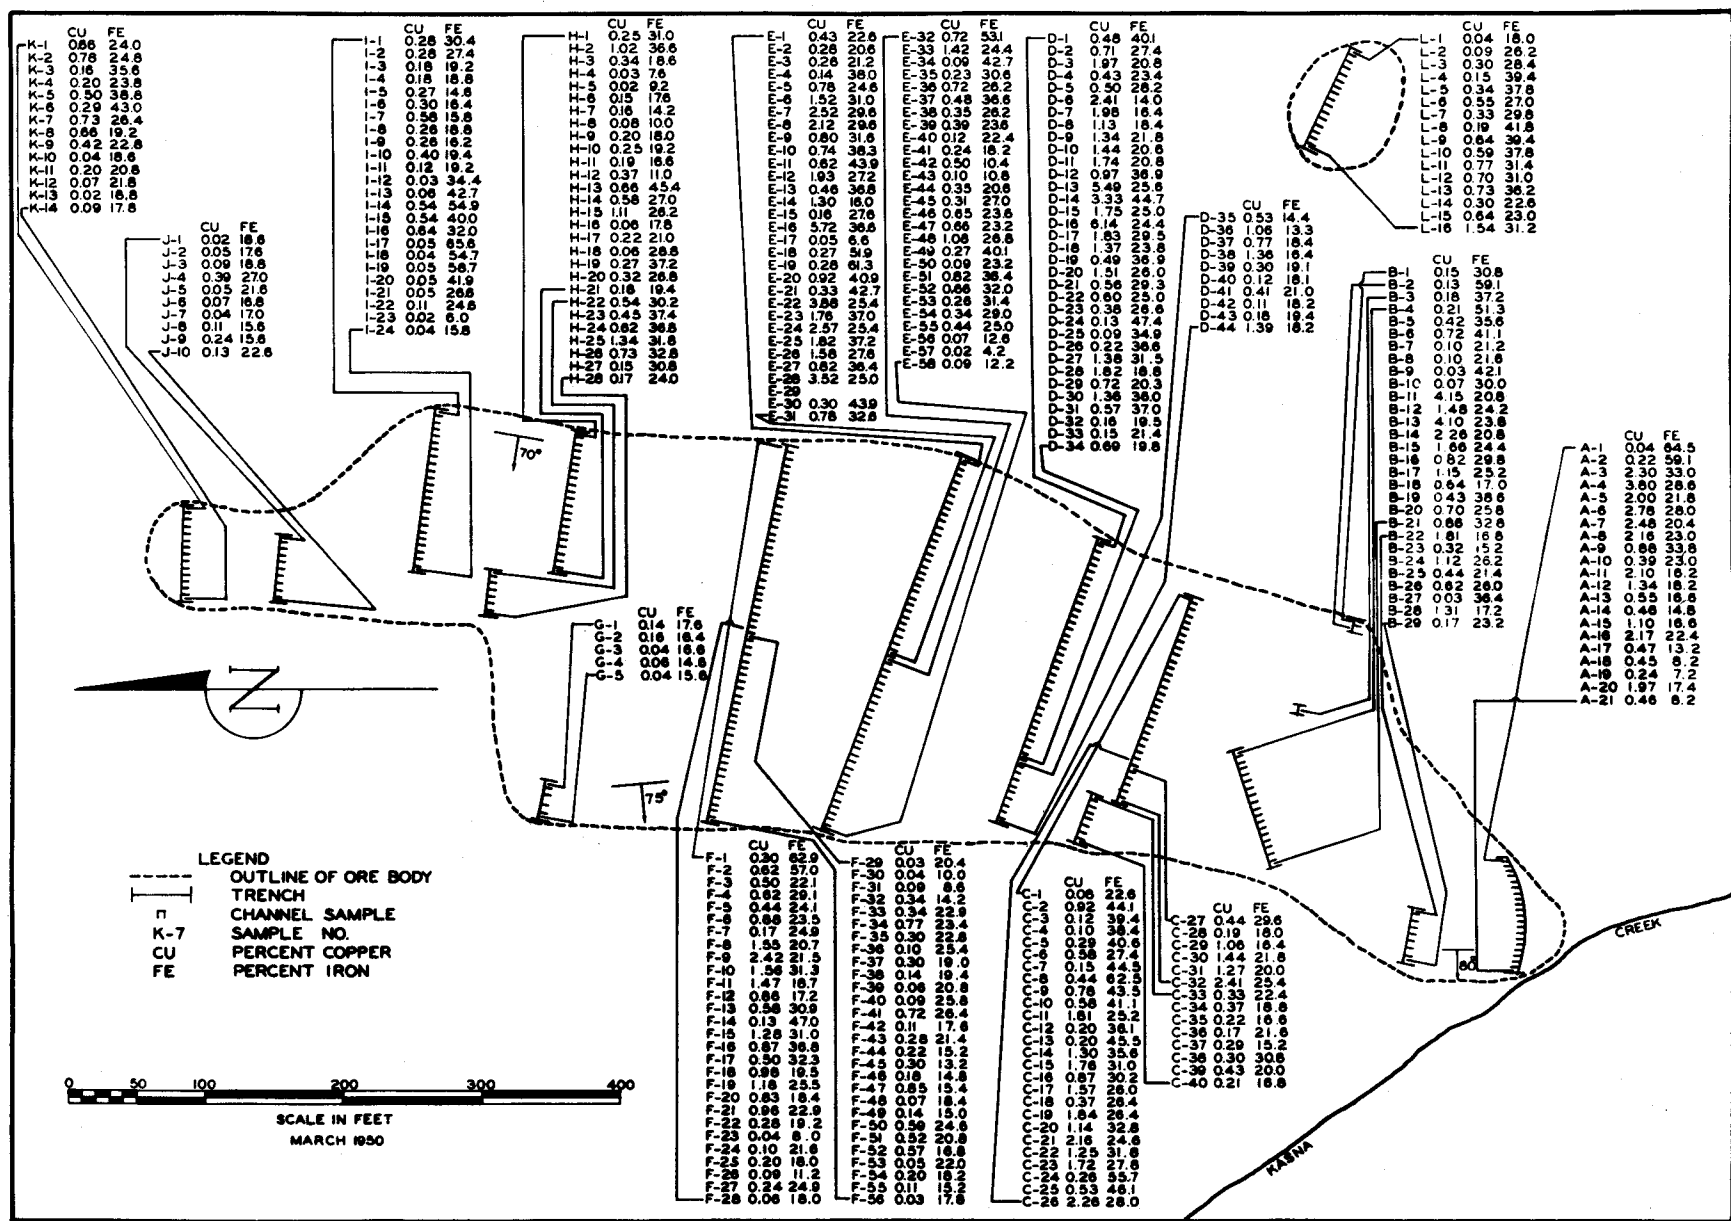 CU FE
K-1 0.66 24.0
K-2 0.78 24.8
K-3 0.16 35.6
K-4 0.20 23.8
K-5 0.50 38.8
K-6 0.29 43.0
K-7 0.73 26.4
K-8 0.66 19.2
K-9 0.42 22.8
K-10 0.04 18.6
K-11 0.20 20.8
K-12 0.07 21.8
K-13 0.02 18.8
K-14 0.09 17.8
CU FE
J-1 0.02 18.6
J-2 0.05 17.6
J-3 0.09 18.8
J-4 0.39 27.0
J-5 0.05 21.6
J-6 0.07 16.8
J-7 0.04 17.0
J-8 0.11 15.6
J-9 0.24 15.8
J-10 0.13 22.6
CU FE
I-1 0.28 30.4
I-2 0.28 27.4
I-3 0.18 19.2
I-4 0.18 18.8
I-5 0.27 14.8
I-6 0.30 16.4
I-7 0.58 15.8
I-8 0.26 18.8
I-9 0.26 16.2
I-10 0.40 19.4
I-11 0.12 19.2
I-12 0.03 34.4
I-13 0.06 42.7
I-14 0.54 54.9
I-15 0.54 40.0
I-16 0.64 32.0
I-17 0.05 65.6
I-18 0.04 54.7
I-19 0.05 58.7
I-20 0.05 41.9
I-21 0.05 26.6
I-22 0.11 24.8
I-23 0.02 6.0
I-24 0.04 15.8
CU FE
H-1 0.25 31.0
H-2 1.02 36.6
H-3 0.34 18.6
H-4 0.03 7.6
H-5 0.02 9.2
H-6 0.15 17.6
H-7 0.16 14.2
H-8 0.08 10.0
H-9 0.20 18.0
H-10 0.25 19.2
H-11 0.19 16.6
H-12 0.37 11.0
H-13 0.66 45.4
H-14 0.58 27.0
H-15 1.11 26.2
H-16 0.06 17.8
H-17 0.22 21.0
H-18 0.06 28.8
H-19 0.27 37.2
H-20 0.32 26.8
H-21 0.18 19.4
H-22 0.54 30.2
H-23 0.45 37.4
H-24 0.62 36.8
H-25 1.34 31.8
H-26 0.73 32.8
H-27 0.15 30.8
H-28 0.17 24.0
CU FE
E-1 0.43 22.6
E-2 0.28 20.6
E-3 0.26 21.2
E-4 0.14 38.0
E-5 0.78 24.6
E-6 1.52 31.0
E-7 2.52 29.6
E-8 2.12 29.6
E-9 0.80 31.6
E-10 0.74 38.3
E-11 0.62 43.9
E-12 1.93 27.2
E-13 0.46 36.8
E-14 1.30 16.0
E-15 0.16 27.6
E-16 5.72 36.8
E-17 0.05 6.6
E-18 0.27 51.9
E-19 0.28 61.3
E-20 0.92 40.9
E-21 0.33 42.7
E-22 3.88 25.4
E-23 1.76 37.0
E-24 2.57 25.4
E-25 1.82 37.2
E-26 1.58 27.6
E-27 0.82 36.4
E-28 3.52 25.0
E-29
E-30 0.30 43.9
E-31 0.78 32.8
CU FE
E-32 0.72 53.1
E-33 1.42 24.4
E-34 0.09 42.7
E-35 0.23 30.6
E-36 0.72 26.2
E-37 0.48 36.6
E-38 0.35 26.2
E-39 0.39 23.6
E-40 0.12 22.4
E-41 0.24 18.2
E-42 0.50 10.4
E-43 0.10 10.8
E-44 0.35 20.6
E-45 0.31 27.0
E-46 0.65 23.6
E-47 0.66 23.2
E-48 1.08 26.8
E-49 0.27 40.1
E-50 0.09 23.2
E-51 0.82 36.4
E-52 0.66 32.0
E-53 0.26 31.4
E-54 0.34 29.0
E-55 0.44 25.0
E-56 0.07 12.6
E-57 0.02 4.2
E-58 0.09 12.2
CU FE
D-1 0.48 40.1
D-2 0.71 27.4
D-3 1.97 20.8
D-4 0.43 23.4
D-5 0.50 28.2
D-6 2.41 14.0
D-7 1.98 16.4
D-8 1.13 18.4
D-9 1.34 21.8
D-10 1.44 20.6
D-11 1.74 20.8
D-12 0.97 36.9
D-13 5.49 25.6
D-14 3.33 44.7
D-15 1.75 25.0
D-16 6.14 24.4
D-17 1.83 29.5
D-18 1.37 23.8
D-19 0.49 36.9
D-20 1.51 26.0
D-21 0.56 29.3
D-22 0.60 25.0
D-23 0.38 26.6
D-24 0.13 47.4
D-25 0.09 34.9
D-26 0.22 36.6
D-27 1.38 31.5
D-28 1.82 18.8
D-29 0.72 20.3
D-30 1.36 38.0
D-31 0.57 37.0
D-32 0.16 19.5
D-33 0.15 21.4
D-34 0.69 19.8
CU FE
D-35 0.53 14.4
D-36 1.06 13.3
D-37 0.77 18.4
D-38 1.36 16.4
D-39 0.30 19.1
D-40 0.12 18.1
D-41 0.41 21.0
D-42 0.11 18.2
D-43 0.18 19.4
D-44 1.39 18.2
CU FE
L-1 0.04 18.0
L-2 0.09 26.2
L-3 0.30 28.4
L-4 0.15 39.4
L-5 0.34 37.8
L-6 0.55 27.0
L-7 0.33 29.8
L-8 0.19 41.8
L-9 0.64 39.4
L-10 0.59 37.8
L-11 0.77 31.4
L-12 0.70 31.0
L-13 0.73 36.2
L-14 0.30 22.6
L-15 0.64 23.0
L-16 1.54 31.2
CU FE
B-1 0.15 30.8
B-2 0.13 59.1
B-3 0.18 37.2
B-4 0.21 51.3
B-5 0.42 35.6
B-6 0.72 41.1
B-7 0.10 21.2
B-8 0.10 21.6
B-9 0.03 42.1
B-10 0.07 30.0
B-11 4.15 20.8
B-12 1.48 24.2
B-13 4.10 23.8
B-14 2.26 20.8
B-15 1.66 24.4
B-16 0.82 29.8
B-17 1.15 25.2
B-18 0.64 17.0
B-19 0.43 38.6
B-20 0.70 25.8
B-21 0.86 32.8
B-22 1.81 16.8
B-23 0.32 15.2
B-24 1.12 26.2
B-25 0.44 21.4
B-26 0.62 26.0
B-27 0.03 36.4
B-28 1.31 17.2
B-29 0.17 23.2
CU FE
A-1 0.04 64.5
A-2 0.22 59.1
A-3 2.30 33.0
A-4 3.80 28.6
A-5 2.00 21.8
A-6 2.78 28.0
A-7 2.48 20.4
A-8 2.16 23.0
A-9 0.88 33.8
A-10 0.39 23.0
A-11 2.10 16.2
A-12 1.34 18.2
A-13 0.55 16.6
A-14 0.46 14.8
A-15 1.10 16.6
A-16 2.17 22.4
A-17 0.47 13.2
A-18 0.45 8.2
A-19 0.24 7.2
A-20 1.97 17.4
A-21 0.46 8.2
70°
CU FE
G-1 0.14 17.6
G-2 0.16 16.4
G-3 0.04 16.6
G-4 0.06 14.8
G-5 0.04 15.6
N
75°
80°
LEGEND
OUTLINE OF ORE BODY
TRENCH
CHANNEL SAMPLE
K-7 SAMPLE NO.
CU PERCENT COPPER
FE PERCENT IRON
0 50 100 200 300 400
SCALE IN FEET
MARCH 1950
CU FE
F-1 0.30 62.9
F-2 0.62 57.0
F-3 0.50 22.1
F-4 0.62 29.1
F-5 0.44 24.1
F-6 0.68 23.5
F-7 0.17 24.9
F-8 1.55 20.7
F-9 2.42 21.5
F-10 1.56 31.3
F-11 1.47 18.7
F-12 0.66 17.2
F-13 0.58 30.9
F-14 0.13 47.0
F-15 1.28 31.0
F-16 0.87 36.8
F-17 0.50 32.3
F-18 0.98 19.5
F-19 1.18 25.5
F-20 0.83 18.4
F-21 0.96 22.9
F-22 0.28 19.2
F-23 0.04 8.0
F-24 0.10 21.6
F-25 0.20 18.0
F-26 0.09 11.2
F-27 0.24 24.9
F-28 0.06 18.0
CU FE
F-29 0.03 20.4
F-30 0.04 10.0
F-31 0.09 8.6
F-32 0.34 14.2
F-33 0.34 22.9
F-34 0.77 23.4
F-35 0.30 22.8
F-36 0.10 25.4
F-37 0.30 19.0
F-38 0.14 19.4
F-39 0.06 20.8
F-40 0.09 25.8
F-41 0.72 26.4
F-42 0.11 17.6
F-43 0.28 21.4
F-44 0.22 15.2
F-45 0.30 13.2
F-46 0.18 14.8
F-47 0.85 15.4
F-48 0.07 18.4
F-49 0.14 15.0
F-50 0.59 24.6
F-51 0.52 20.8
F-52 0.57 16.8
F-53 0.05 22.0
F-54 0.20 18.2
F-55 0.11 15.2
F-56 0.03 17.8
CU FE
C-1 0.08 22.6
C-2 0.92 44.1
C-3 0.12 39.4
C-4 0.10 38.4
C-5 0.29 40.6
C-6 0.58 27.4
C-7 0.15 44.5
C-8 0.44 62.5
C-9 0.78 43.5
C-10 0.58 41.1
C-11 1.81 25.2
C-12 0.20 38.1
C-13 0.20 45.5
C-14 1.30 35.6
C-15 1.76 31.0
C-16 0.87 30.2
C-17 1.57 28.0
C-18 0.37 26.4
C-19 1.84 26.4
C-20 1.14 32.8
C-21 2.16 24.6
C-22 1.25 31.8
C-23 1.72 27.8
C-24 0.26 55.7
C-25 0.53 46.1
C-26 2.26 28.0
CU FE
C-27 0.44 29.6
C-28 0.19 18.0
C-29 1.06 16.4
C-30 1.44 21.8
C-31 1.27 20.0
C-32 2.41 25.4
C-33 0.33 22.4
C-34 0.37 18.8
C-35 0.22 16.6
C-36 0.17 21.8
C-37 0.29 15.2
C-38 0.30 30.8
C-39 0.43 20.0
C-40 0.21 16.8
KASNA CREEK